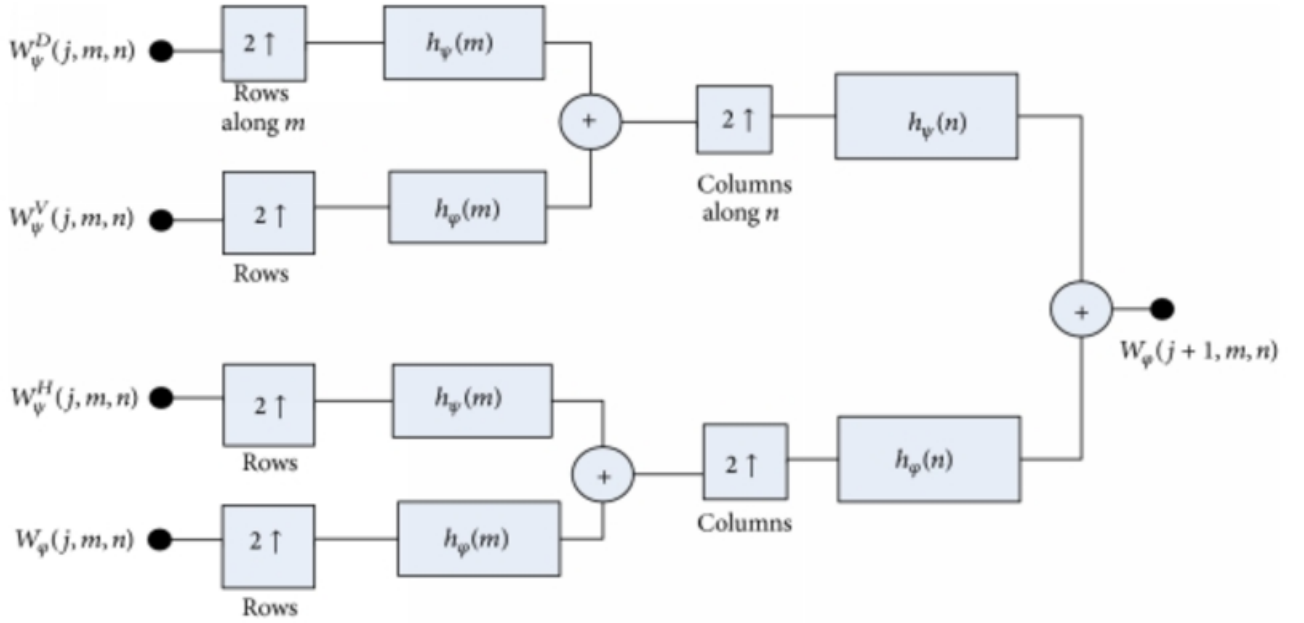 W_ψ^D(j, m, n)
2 ↑
h_ψ(m)
Rows
along m
+
2 ↑
h_ψ(n)
Columns
along n
W_ψ^V(j, m, n)
2 ↑
h_φ(m)
Rows
+
W_φ(j + 1, m, n)
W_ψ^H(j, m, n)
2 ↑
h_ψ(m)
Rows
+
2 ↑
h_φ(n)
Columns
W_φ(j, m, n)
2 ↑
h_φ(m)
Rows